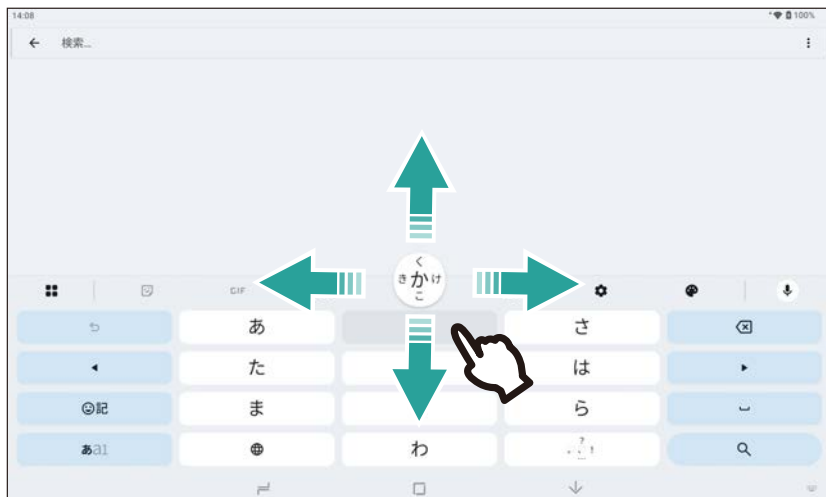 14:08 100%
検索...
く
きかけ
こ
GIF
あ さ
た は
☺記 ま ら
あa1 わ 、。?!